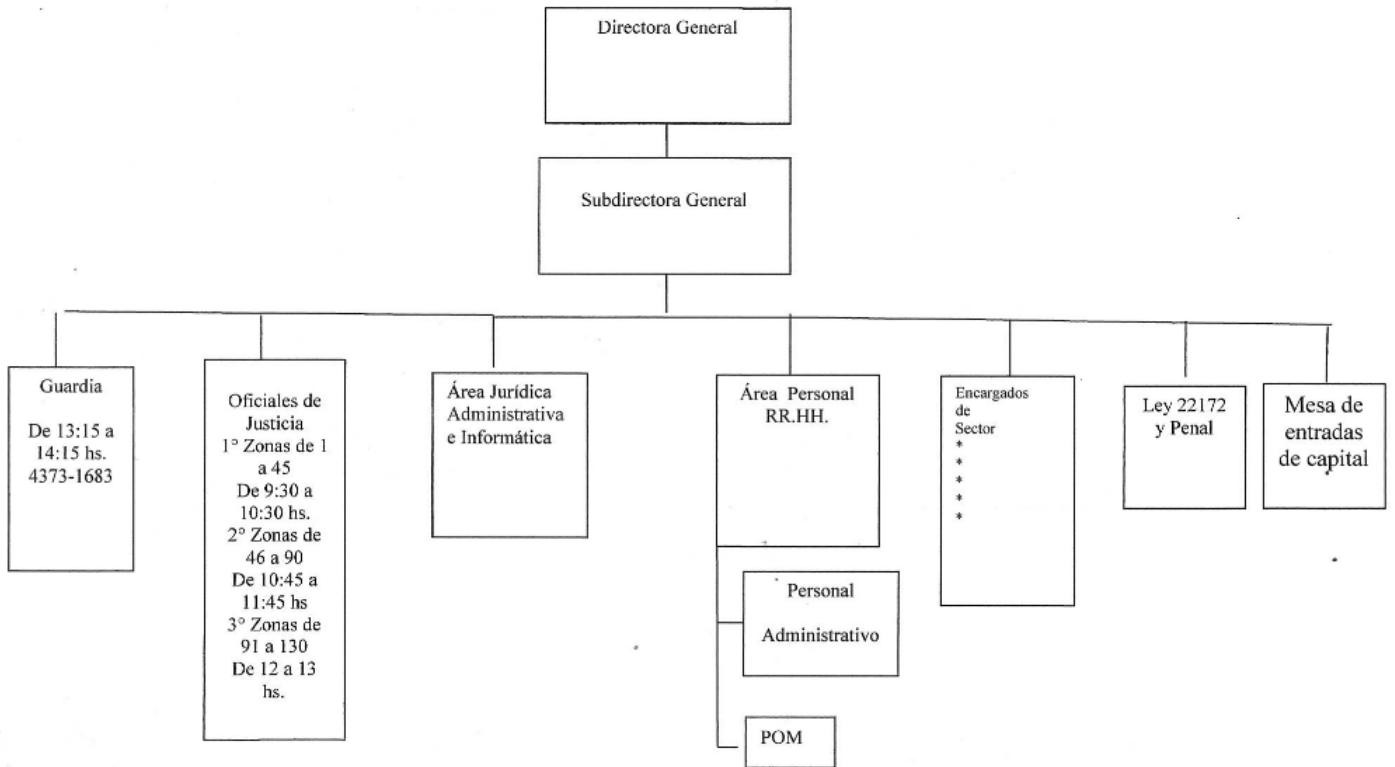 Directora General
Subdirectora General
Guardia
De 13:15 a
14:15 hs.
4373-1683
Oficiales de
Justicia
1° Zonas de 1
a 45
De 9:30 a
10:30 hs.
2° Zonas de
46 a 90
De 10:45 a
11:45 hs
3° Zonas de
91 a 130
De 12 a 13
hs.
Área Jurídica
Administrativa
e Informática
Área Personal
RR.HH.
Personal
Administrativo
POM
Encargados
de
Sector
*
*
*
*
*
Ley 22172
y Penal
Mesa de
entradas
de capital